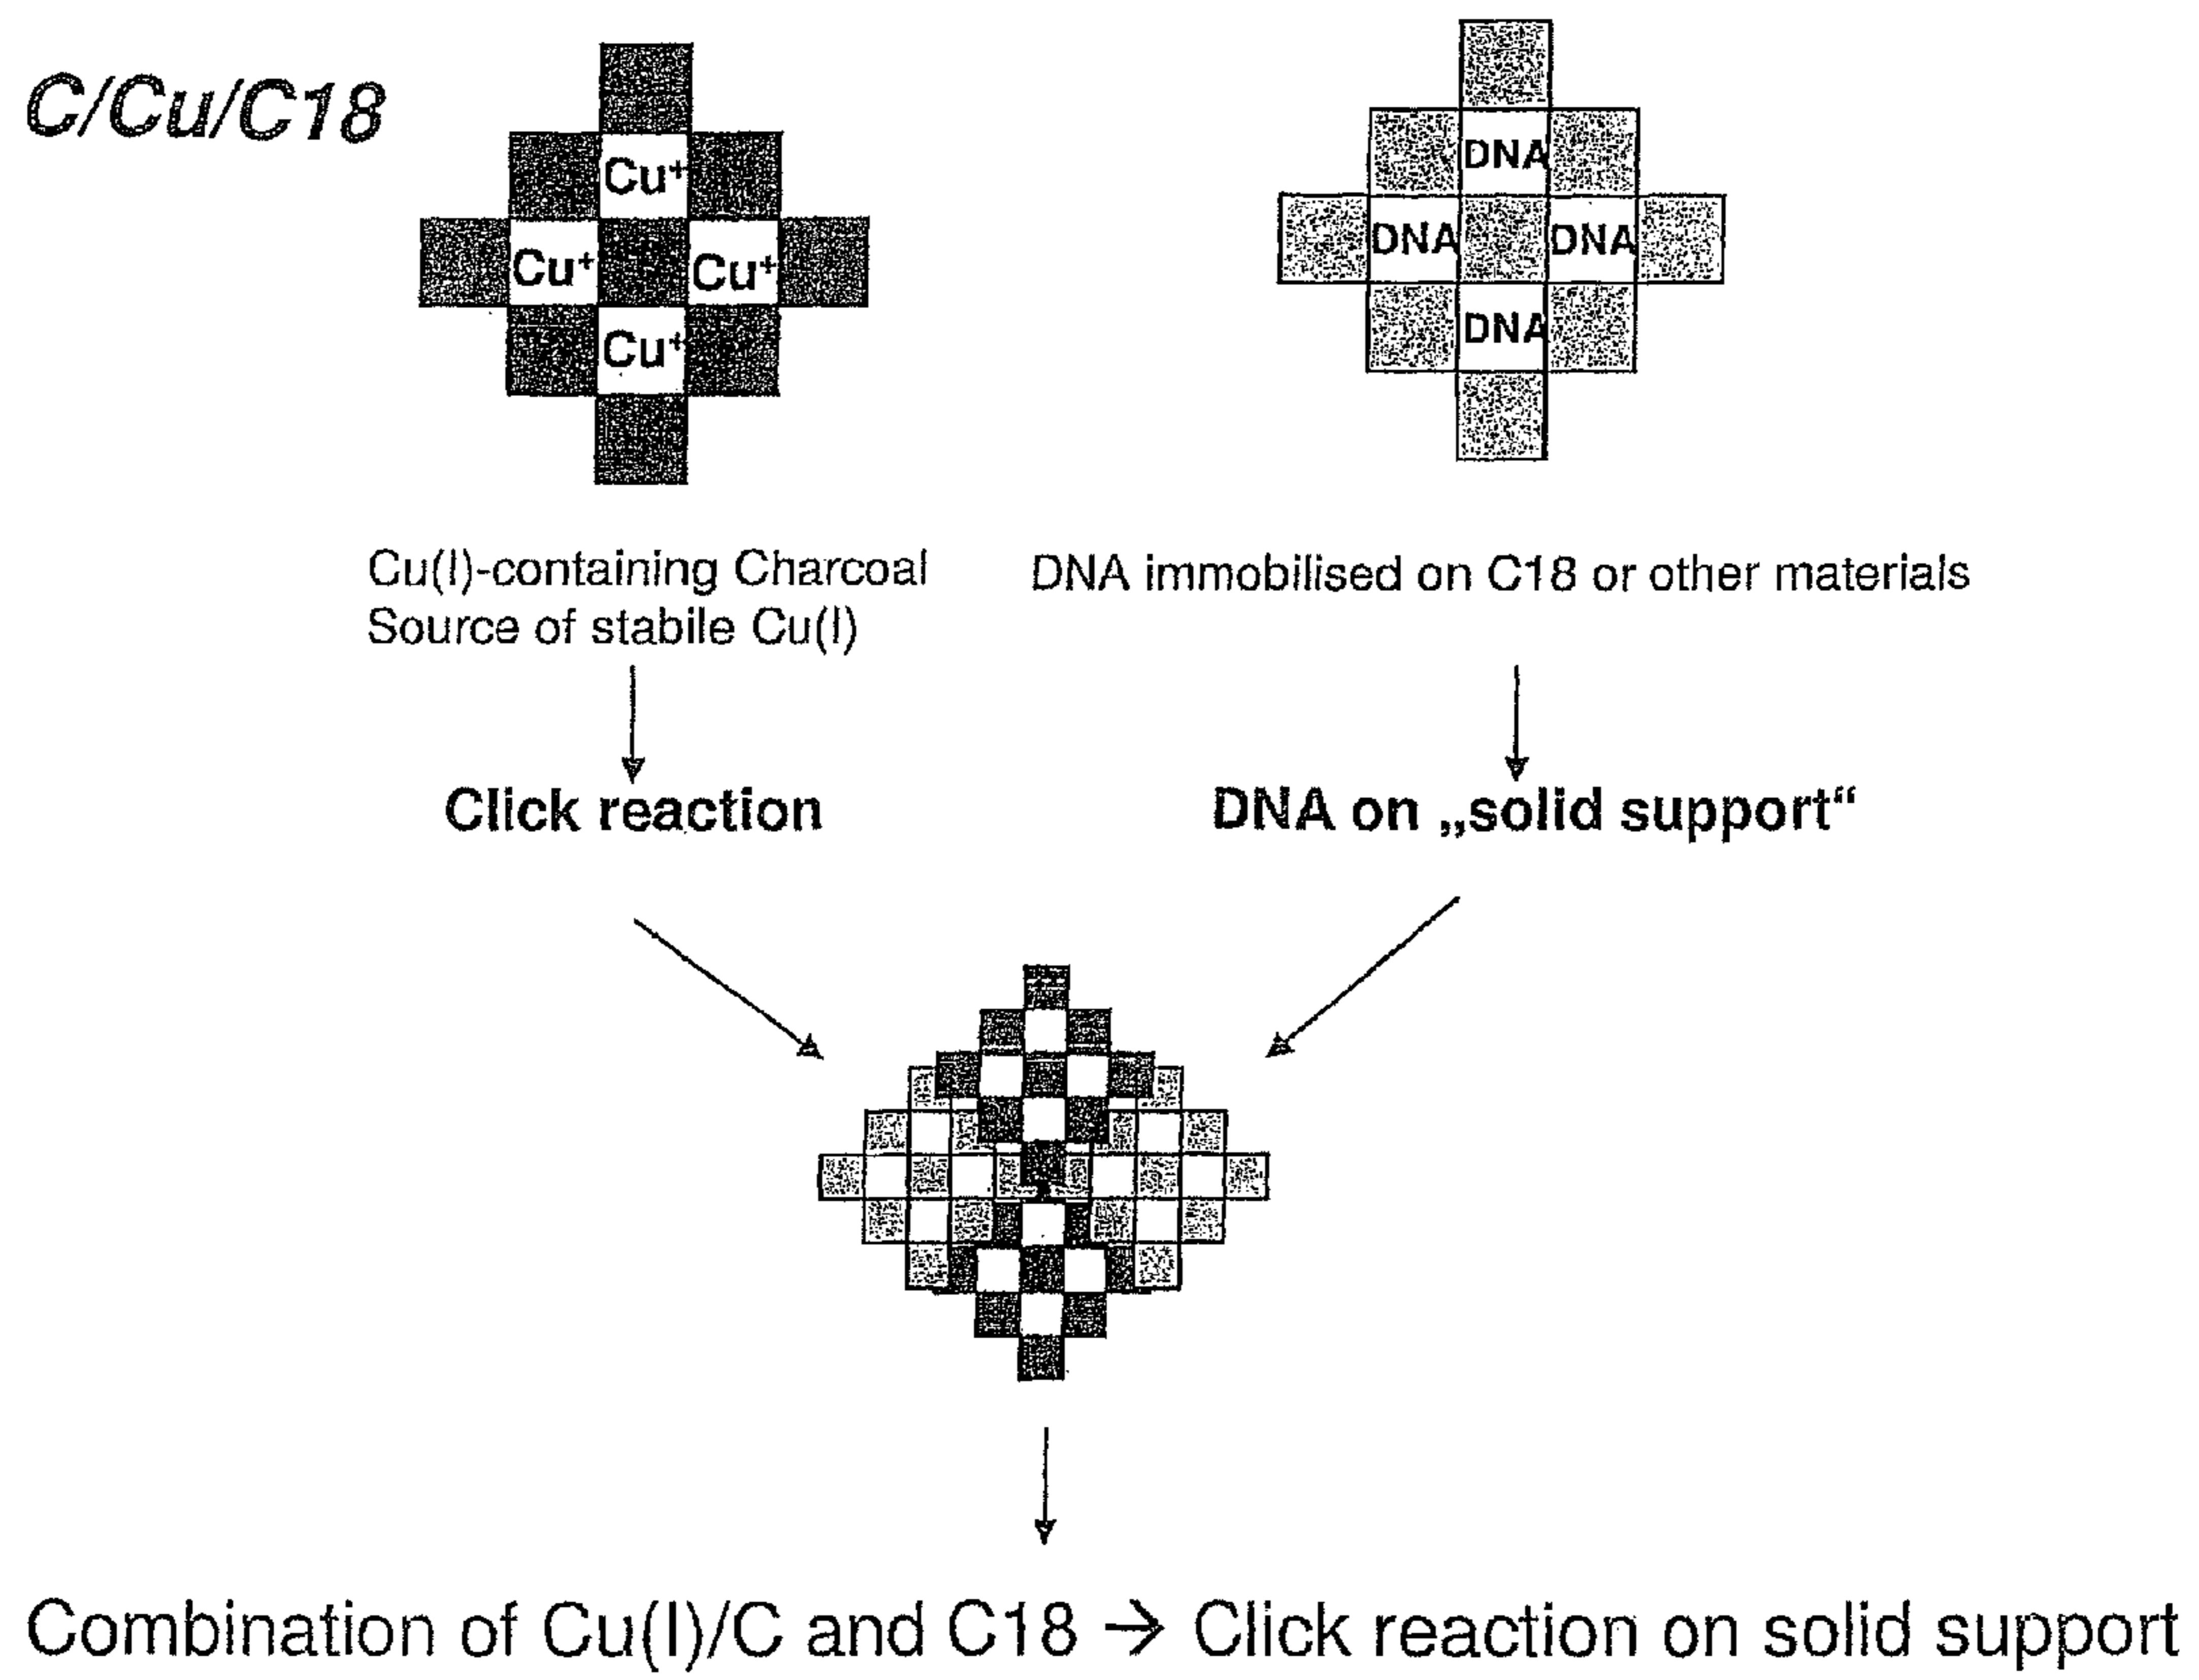 C/Cu/C18
Cu⁺
Cu⁺ Cu⁺
Cu⁺
DNA
DNA DNA
DNA
Cu(I)-containing Charcoal
Source of stabile Cu(I)
DNA immobilised on C18 or other materials
Click reaction
DNA on „solid support“
Combination of Cu(I)/C and C18 → Click reaction on solid support